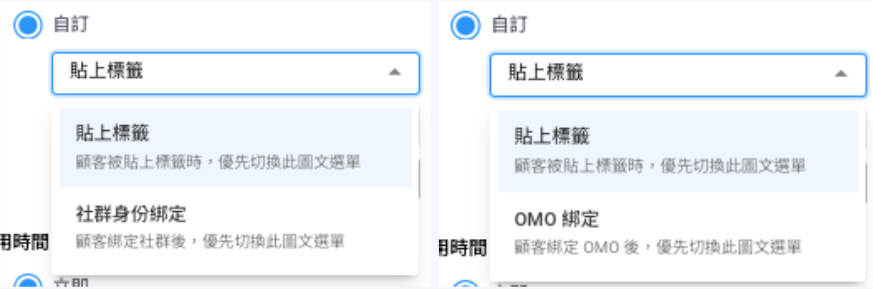 自訂
貼上標籤
貼上標籤
顧客被貼上標籤時，優先切換此圖文選單
社群身份綁定
顧客綁定社群後，優先切換此圖文選單
用時間
立即
自訂
貼上標籤
貼上標籤
顧客被貼上標籤時，優先切換此圖文選單
OMO 綁定
顧客綁定 OMO 後，優先切換此圖文選單
用時間